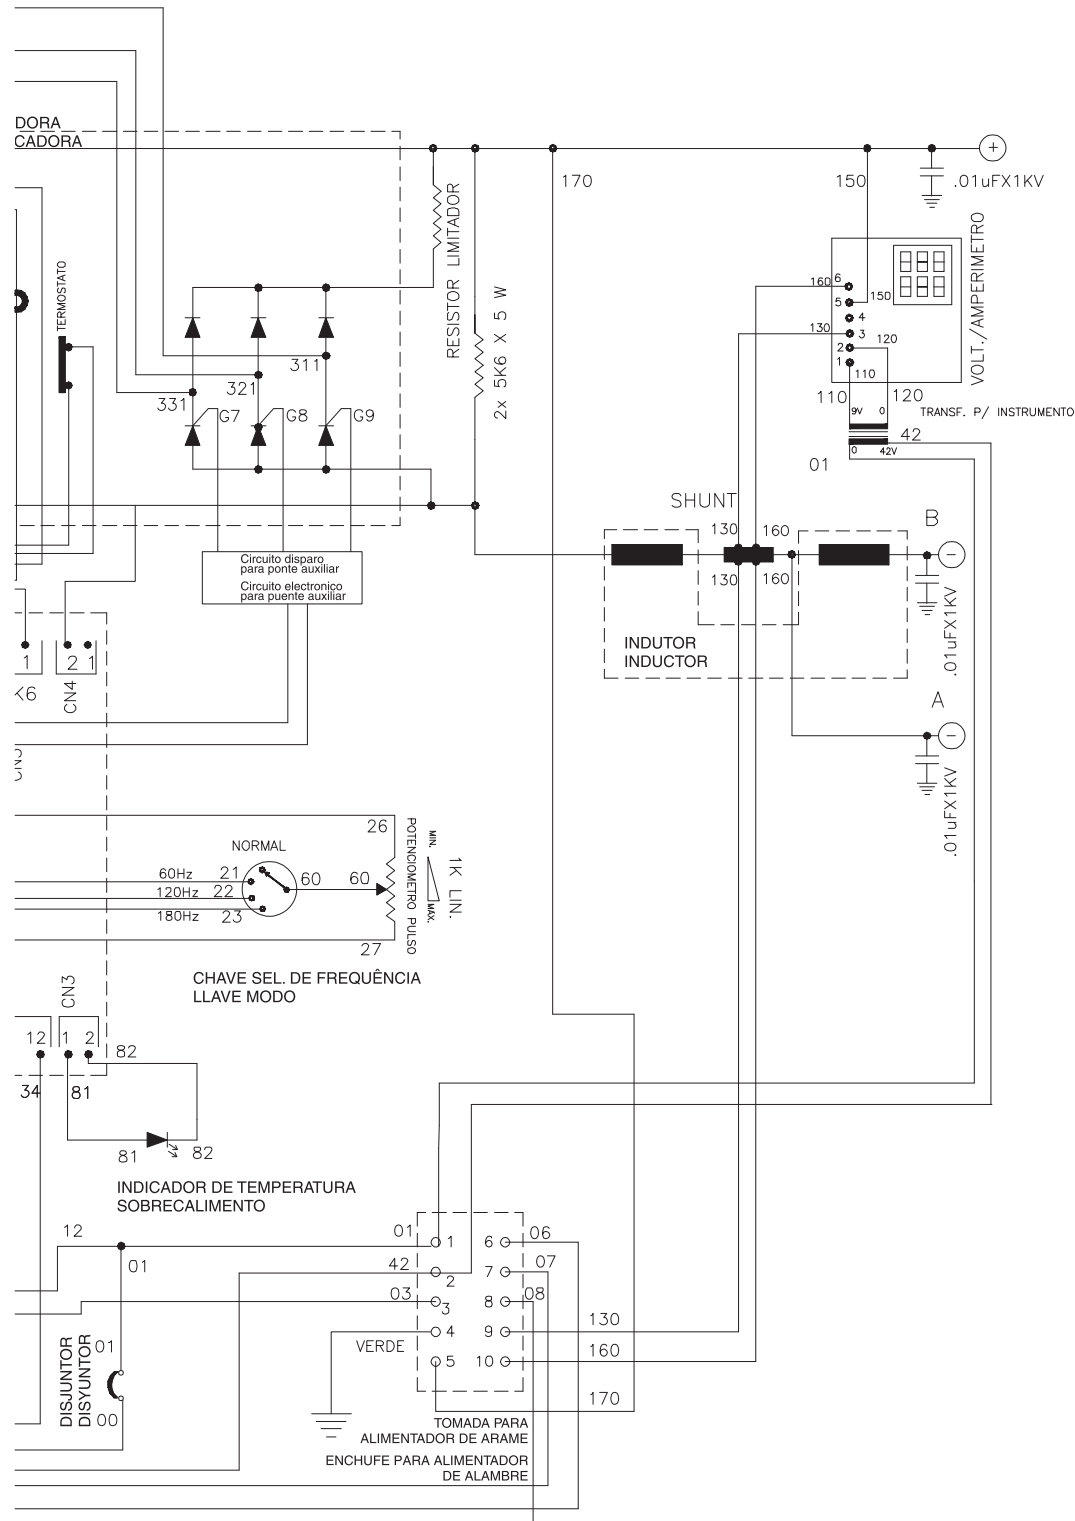 DORA
CADORA
+
170
150
.01uFX1KV
RESISTOR LIMITADOR
2x 5K6 X 5 W
TERMOSTATO
311
321
331
G7
G8
G9
VOLT./AMPERIMETRO
160
6
5
150
4
130
3
2
120
1
110
110
120
9V
0
TRANSF. P/ INSTRUMENTO
42
0
42V
01
SHUNT
130
160
130
160
B
−
.01uFX1KV
INDUTOR
INDUCTOR
A
−
.01uFX1KV
Circuito disparo
para ponte auxiliar
Circuito electronico
para puente auxiliar
1
2
1
CN4
26
NORMAL
60Hz
21
120Hz
22
180Hz
23
60
60
27
POTENCIOMETRO PULSO
MIN.
MAX.
1K LIN.
CHAVE SEL. DE FREQUÊNCIA
LLAVE MODO
CN3
12
1
2
82
34
81
81
82
INDICADOR DE TEMPERATURA
SOBRECALIMENTO
12
01
01
1
6
06
42
2
7
07
03
3
8
08
VERDE
4
9
130
5
10
160
170
01
DISJUNTOR
DISYUNTOR
00
TOMADA PARA
ALIMENTADOR DE ARAME
ENCHUFE PARA ALIMENTADOR
DE ALAMBRE